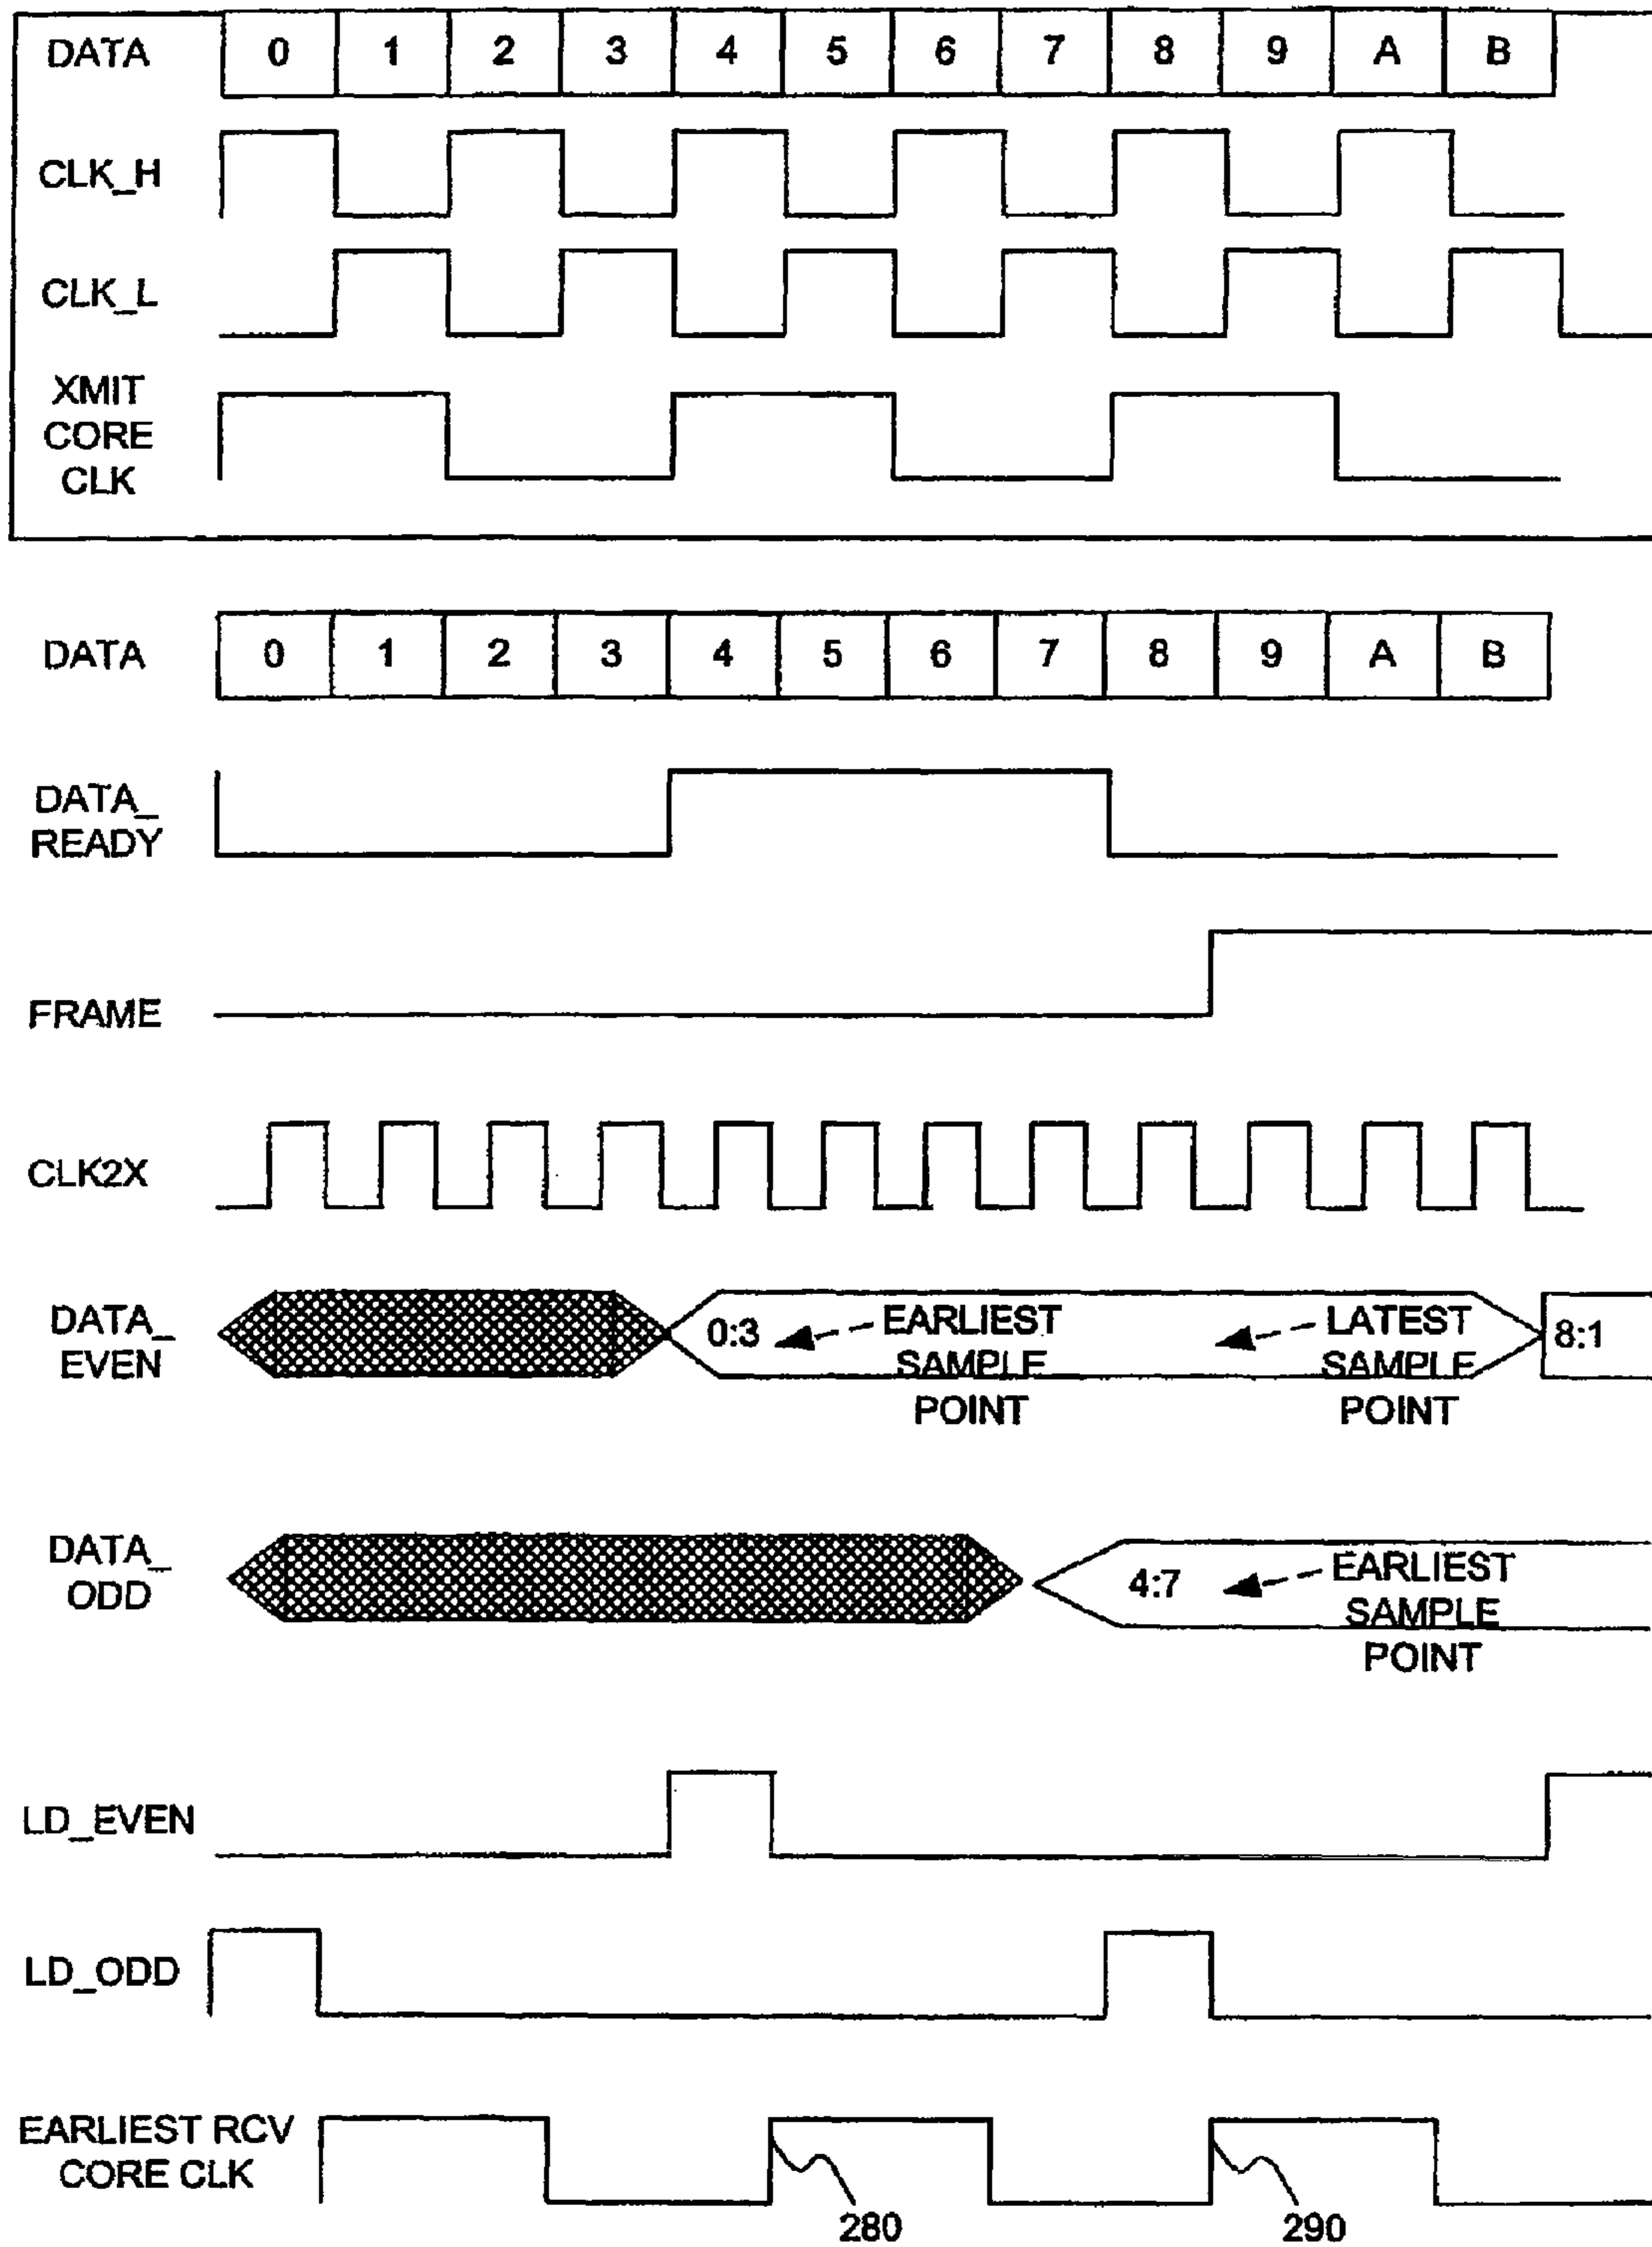 DATA 0 1 2 3 4 5 6 7 8 9 A B
CLK_H
CLK_L
XMIT
CORE
CLK
DATA 0 1 2 3 4 5 6 7 8 9 A B
DATA_
READY
FRAME
CLK2X
DATA_
EVEN
0:3
EARLIEST
SAMPLE
POINT
LATEST
SAMPLE
POINT
8:1
DATA_
ODD
4:7
EARLIEST
SAMPLE
POINT
LD_EVEN
LD_ODD
EARLIEST RCV
CORE CLK
280
290